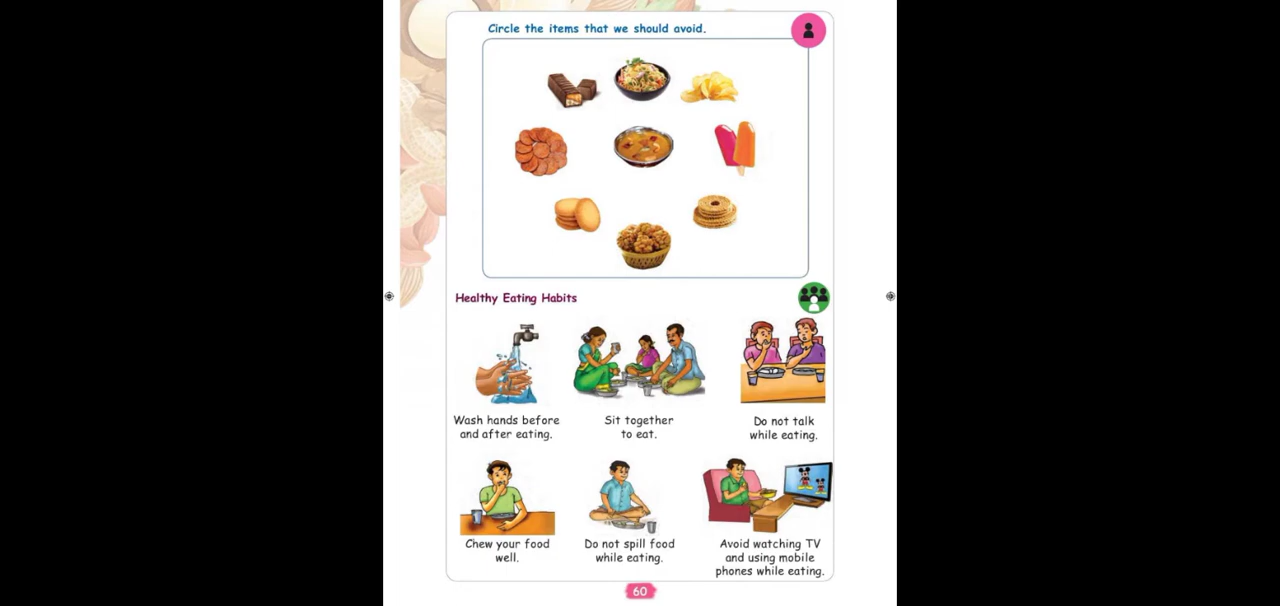 Circle the items that we should avoid.
Healthy Eating Habits
Wash hands before
and after eating.
Sit together
to eat.
Do not talk
while eating.
Chew your food
well.
Do not spill food
while eating.
Avoid watching TV
and using mobile
phones while eating.
60